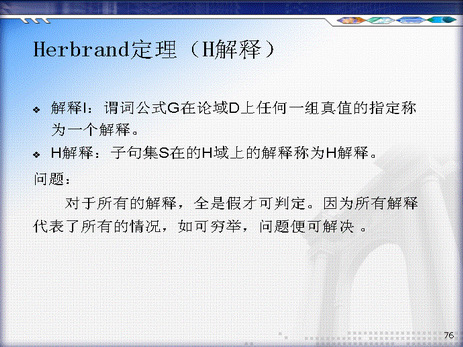 Herbrand定理（H解释）
❖ 解释I：谓词公式G在论域D上任何一组真值的指定称
为一个解释。
❖ H解释：子句集S在的H域上的解释称为H解释。
问题：
对于所有的解释，全是假才可判定。因为所有解释
代表了所有的情况，如可穷举，问题便可解决 。
76